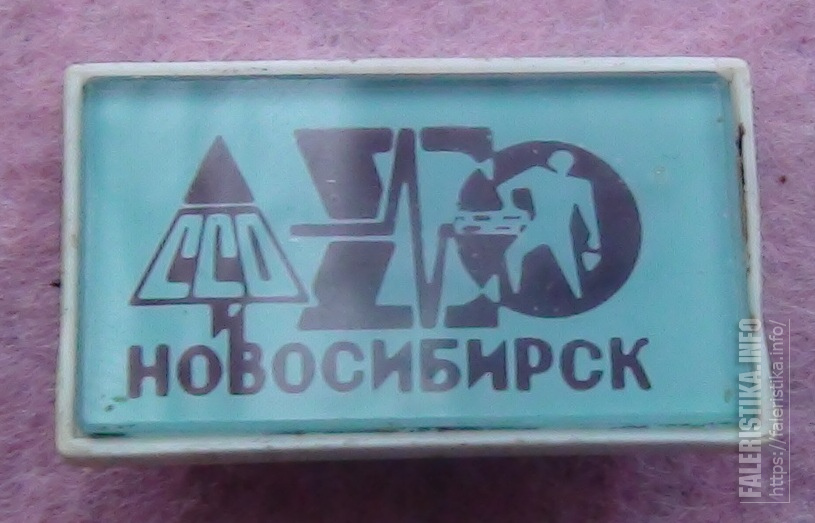 ССО
НОВОСИБИРСК
FALERISTIKA.INFO
https://faleristika.info/